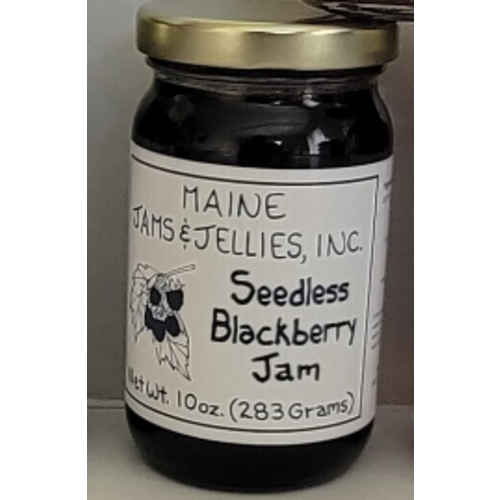 MAINE
JAMS & JELLIES, INC.
Seedless
Blackberry
Jam
Net Wt. 10oz. (283 Grams)